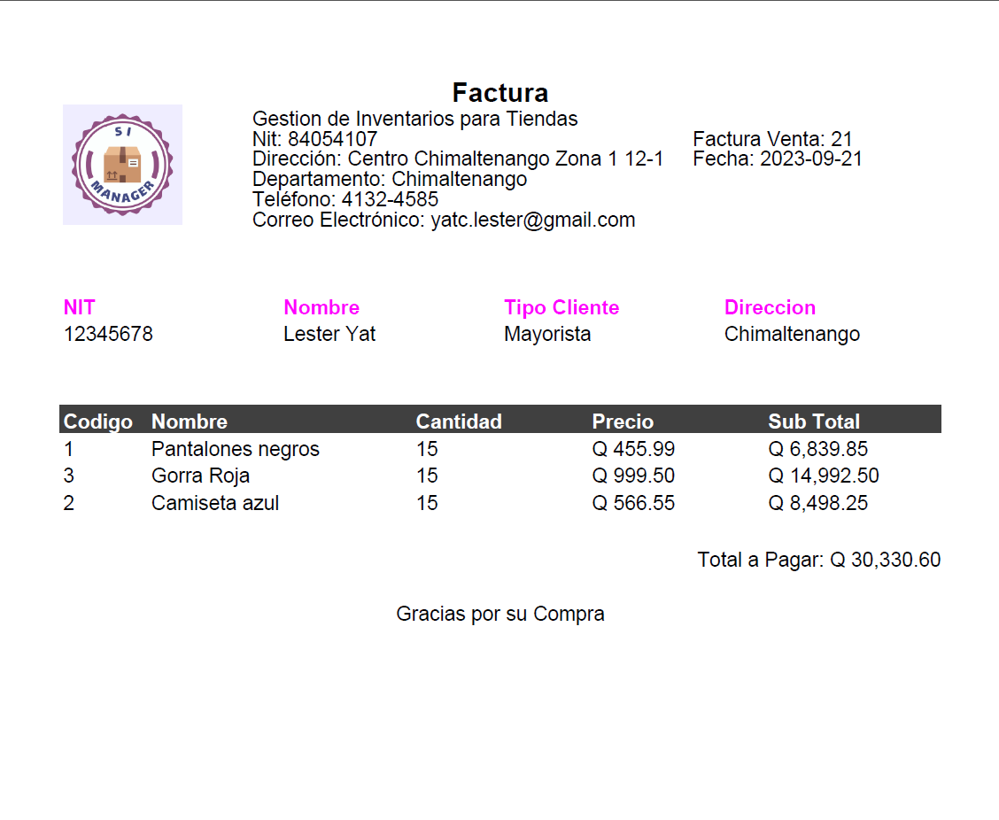 Factura
SI
MANAGER
Gestion de Inventarios para Tiendas
Nit: 84054107
Factura Venta: 21
Dirección: Centro Chimaltenango Zona 1 12-1
Fecha: 2023-09-21
Departamento: Chimaltenango
Teléfono: 4132-4585
Correo Electrónico: yatc.lester@gmail.com
NIT Nombre Tipo Cliente Direccion
12345678 Lester Yat Mayorista Chimaltenango
Codigo Nombre Cantidad Precio Sub Total
1 Pantalones negros 15 Q 455.99 Q 6,839.85
3 Gorra Roja 15 Q 999.50 Q 14,992.50
2 Camiseta azul 15 Q 566.55 Q 8,498.25
Total a Pagar: Q 30,330.60
Gracias por su Compra